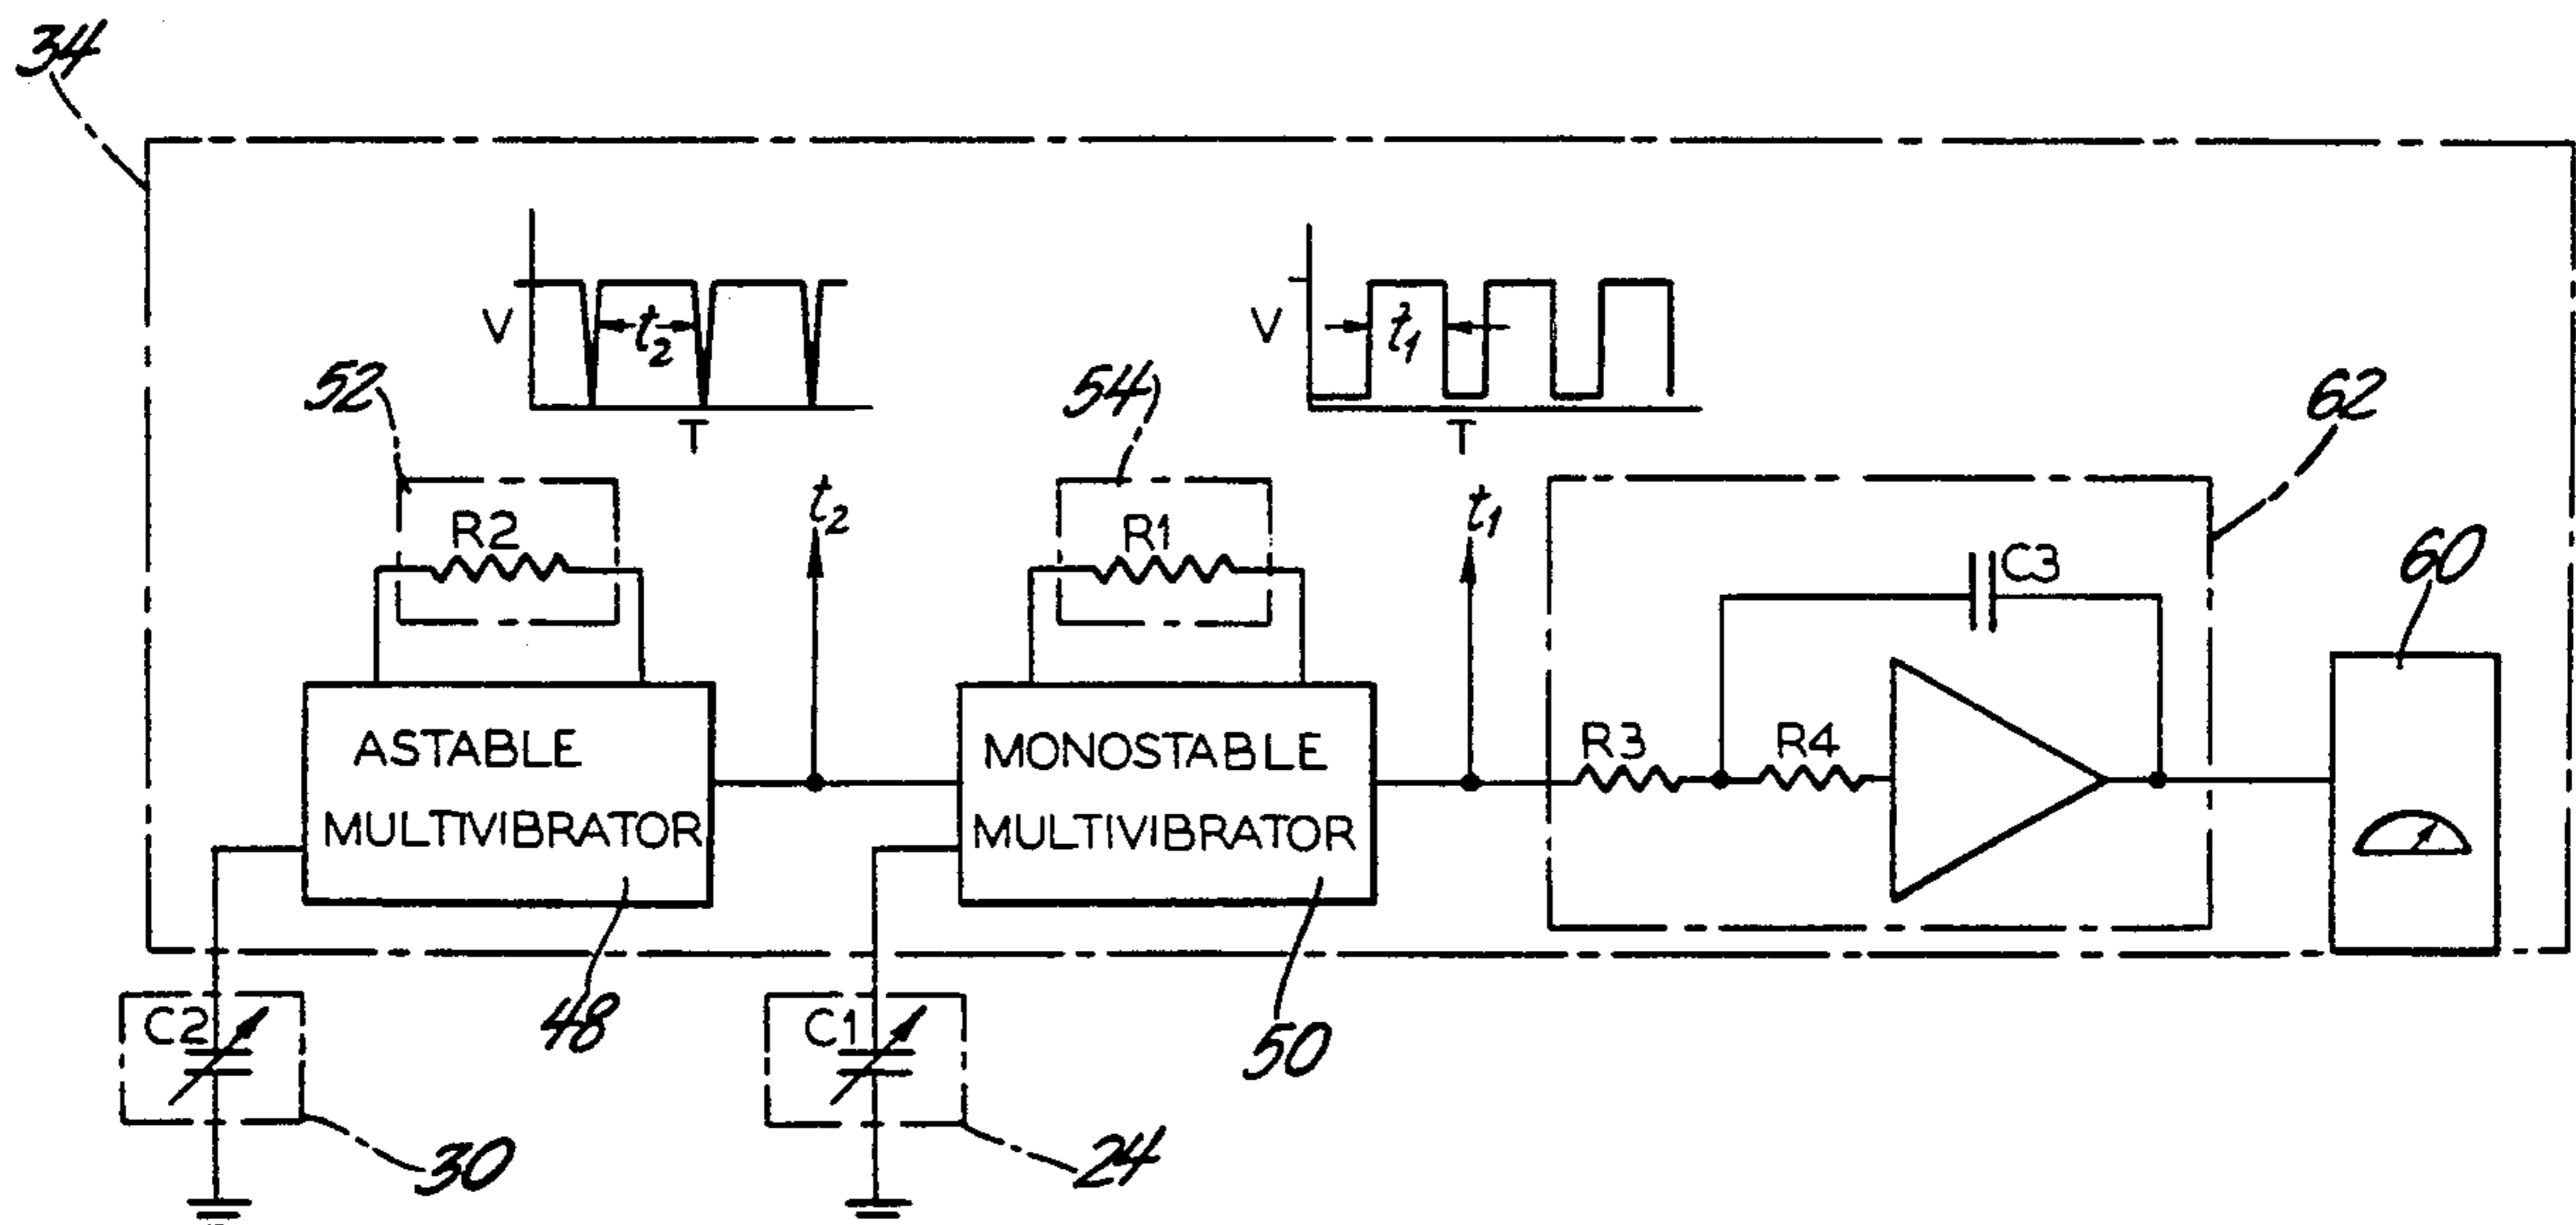 34
V
t2
T
V
t1
T
52
54
62
R2
t2
R1
t1
C3
60
ASTABLE
MULTIVIBRATOR
MONOSTABLE
MULTIVIBRATOR
R3
R4
C2
48
C1
50
30
24